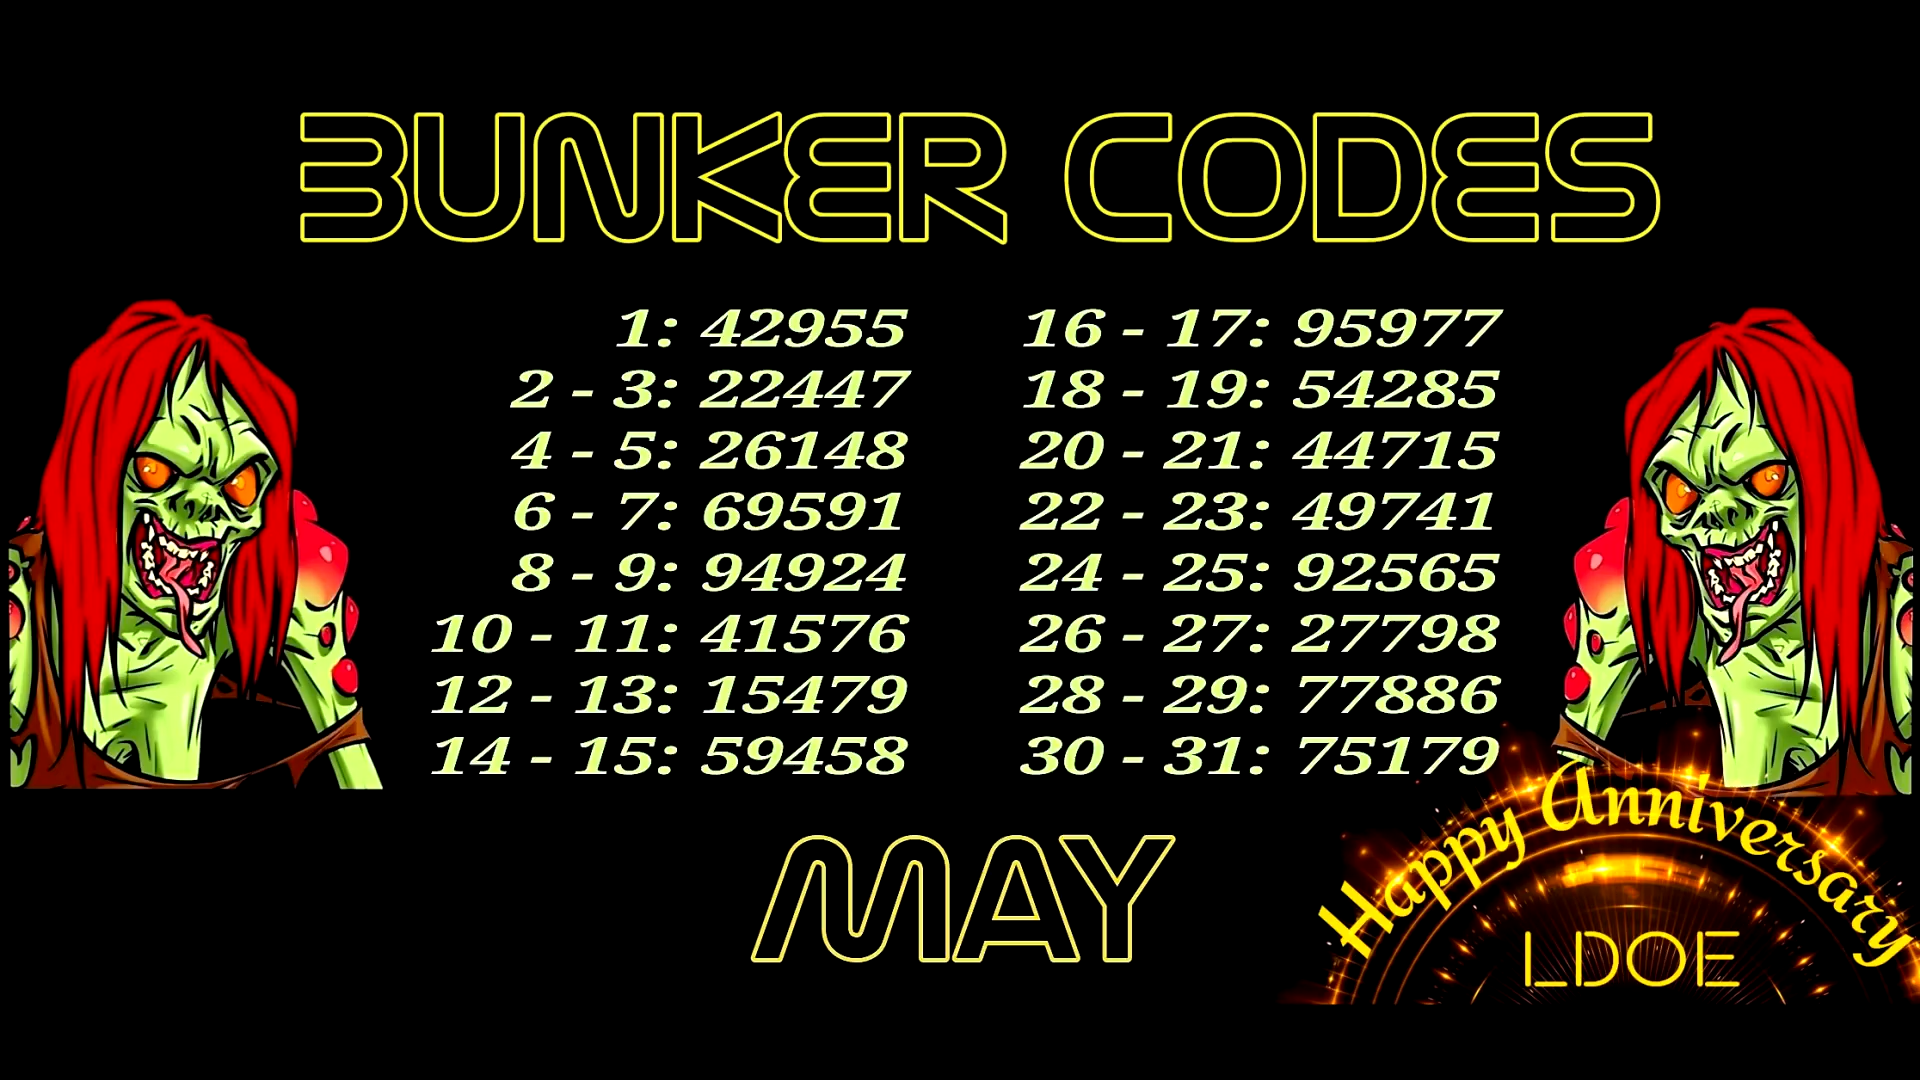 BUNKER CODES
1: 42955
2 - 3: 22447
4 - 5: 26148
6 - 7: 69591
8 - 9: 94924
10 - 11: 41576
12 - 13: 15479
14 - 15: 59458
16 - 17: 95977
18 - 19: 54285
20 - 21: 44715
22 - 23: 49741
24 - 25: 92565
26 - 27: 27798
28 - 29: 77886
30 - 31: 75179
MAY
Happy Anniversary
LDOE